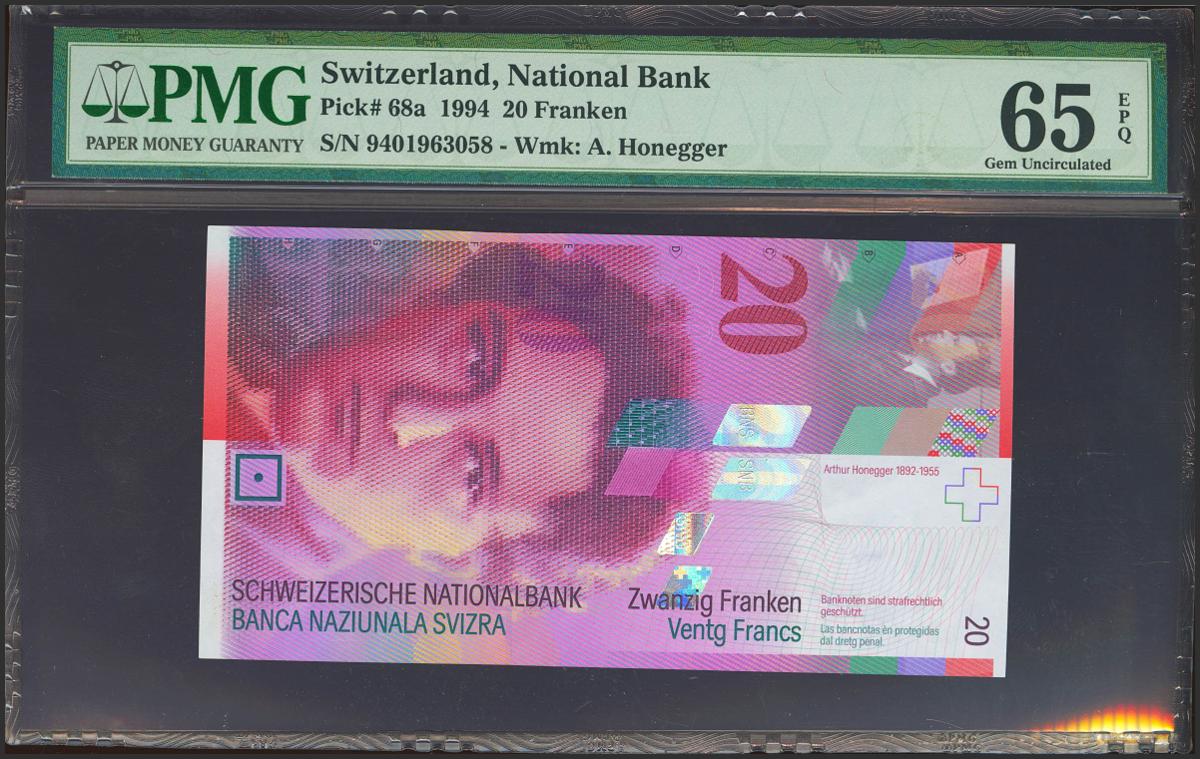 PMG
PAPER MONEY GUARANTY
Switzerland, National Bank
Pick# 68a 1994 20 Franken
S/N 9401963058 - Wmk: A. Honegger
65
EPQ
Gem Uncirculated
H G F E D C B A
20
BNS
SNB
Arthur Honegger 1892-1955
SCHWEIZERISCHE NATIONALBANK
BANCA NAZIUNALA SVIZRA
Zwanzig Franken
Ventg Francs
Banknoten sind strafrechtlich
geschützt.
Las bancnotas èn protegidas
dal dretg penal.
20